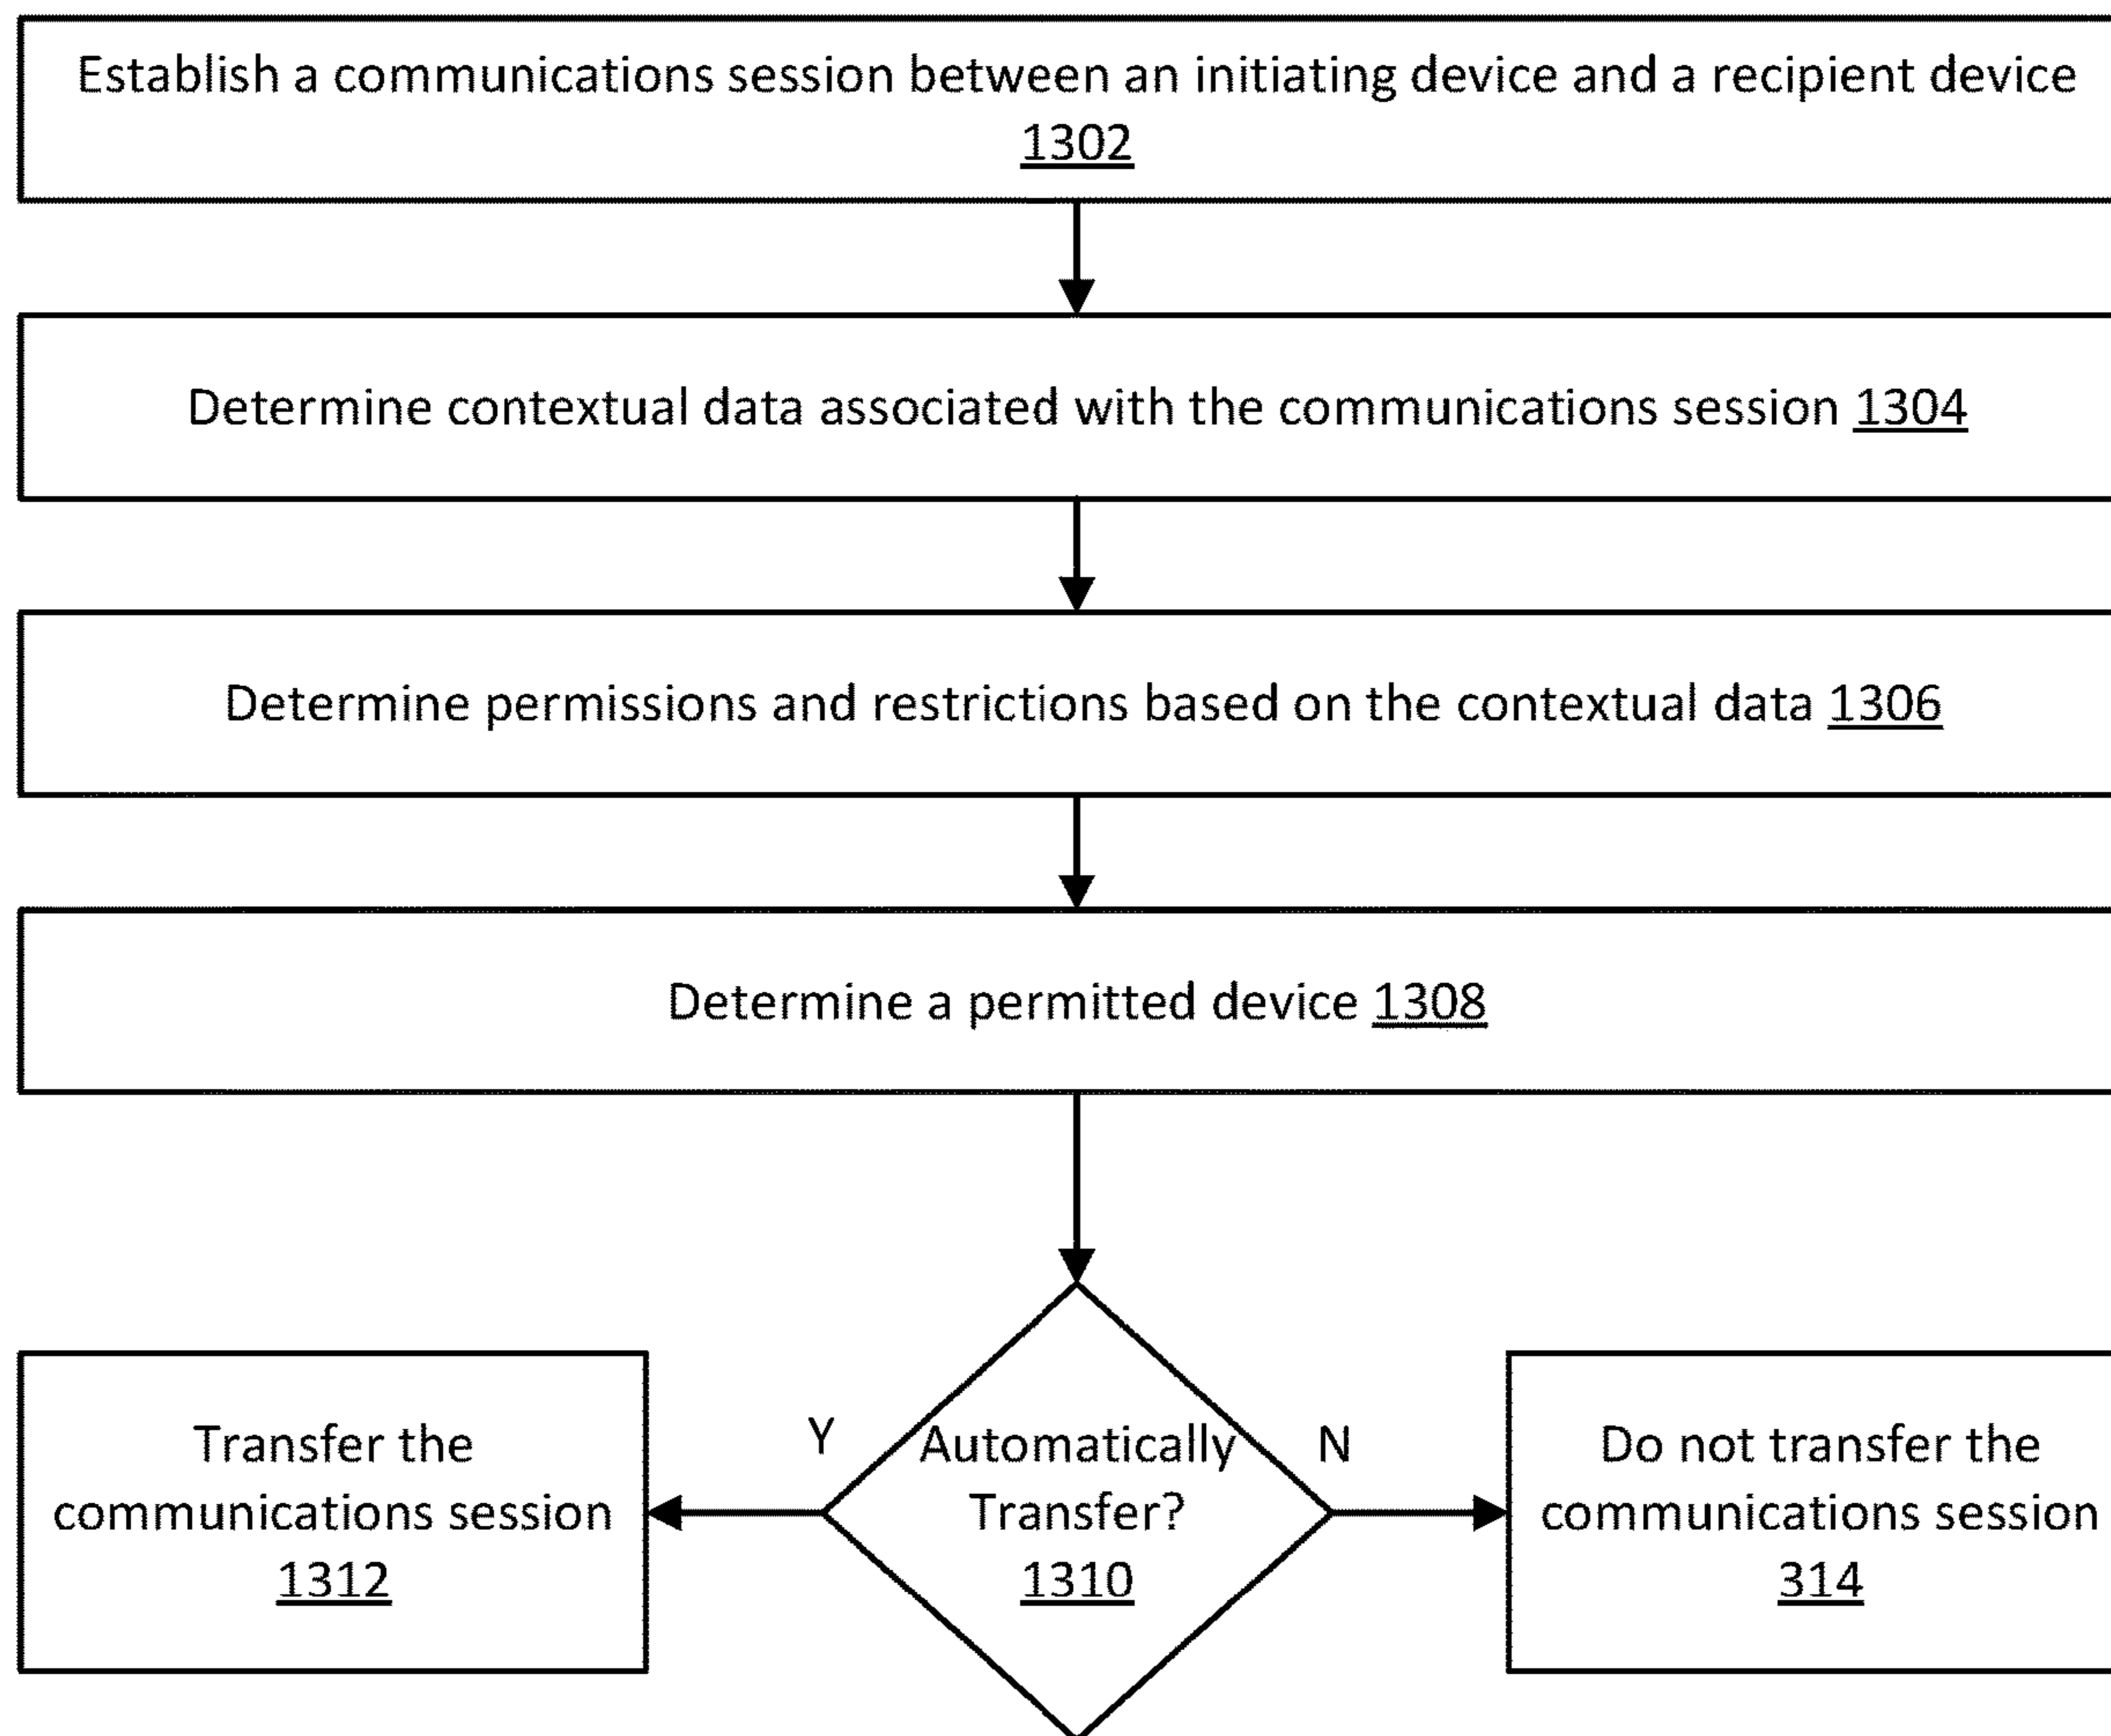 Establish a communications session between an initiating device and a recipient device
1302
Determine contextual data associated with the communications session 1304
Determine permissions and restrictions based on the contextual data 1306
Determine a permitted device 1308
Transfer the
communications session
1312
Y
Automatically
Transfer?
1310
N
Do not transfer the
communications session
314